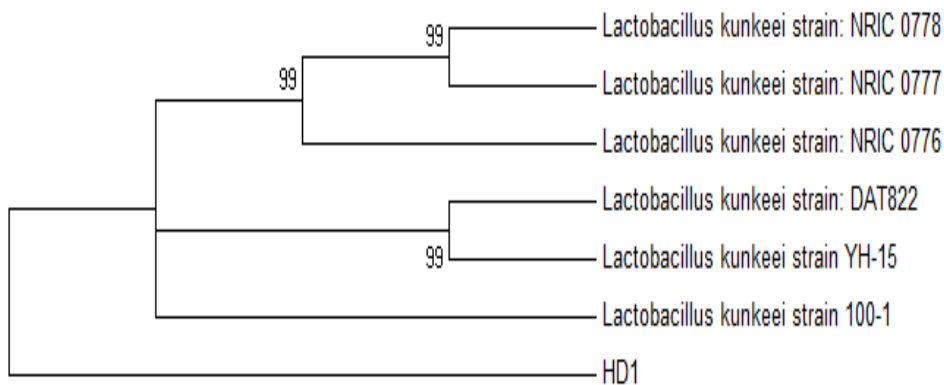 99
Lactobacillus kunkeei strain: NRIC 0778
99
Lactobacillus kunkeei strain: NRIC 0777
Lactobacillus kunkeei strain: NRIC 0776
Lactobacillus kunkeei strain: DAT822
99
Lactobacillus kunkeei strain YH-15
Lactobacillus kunkeei strain 100-1
HD1